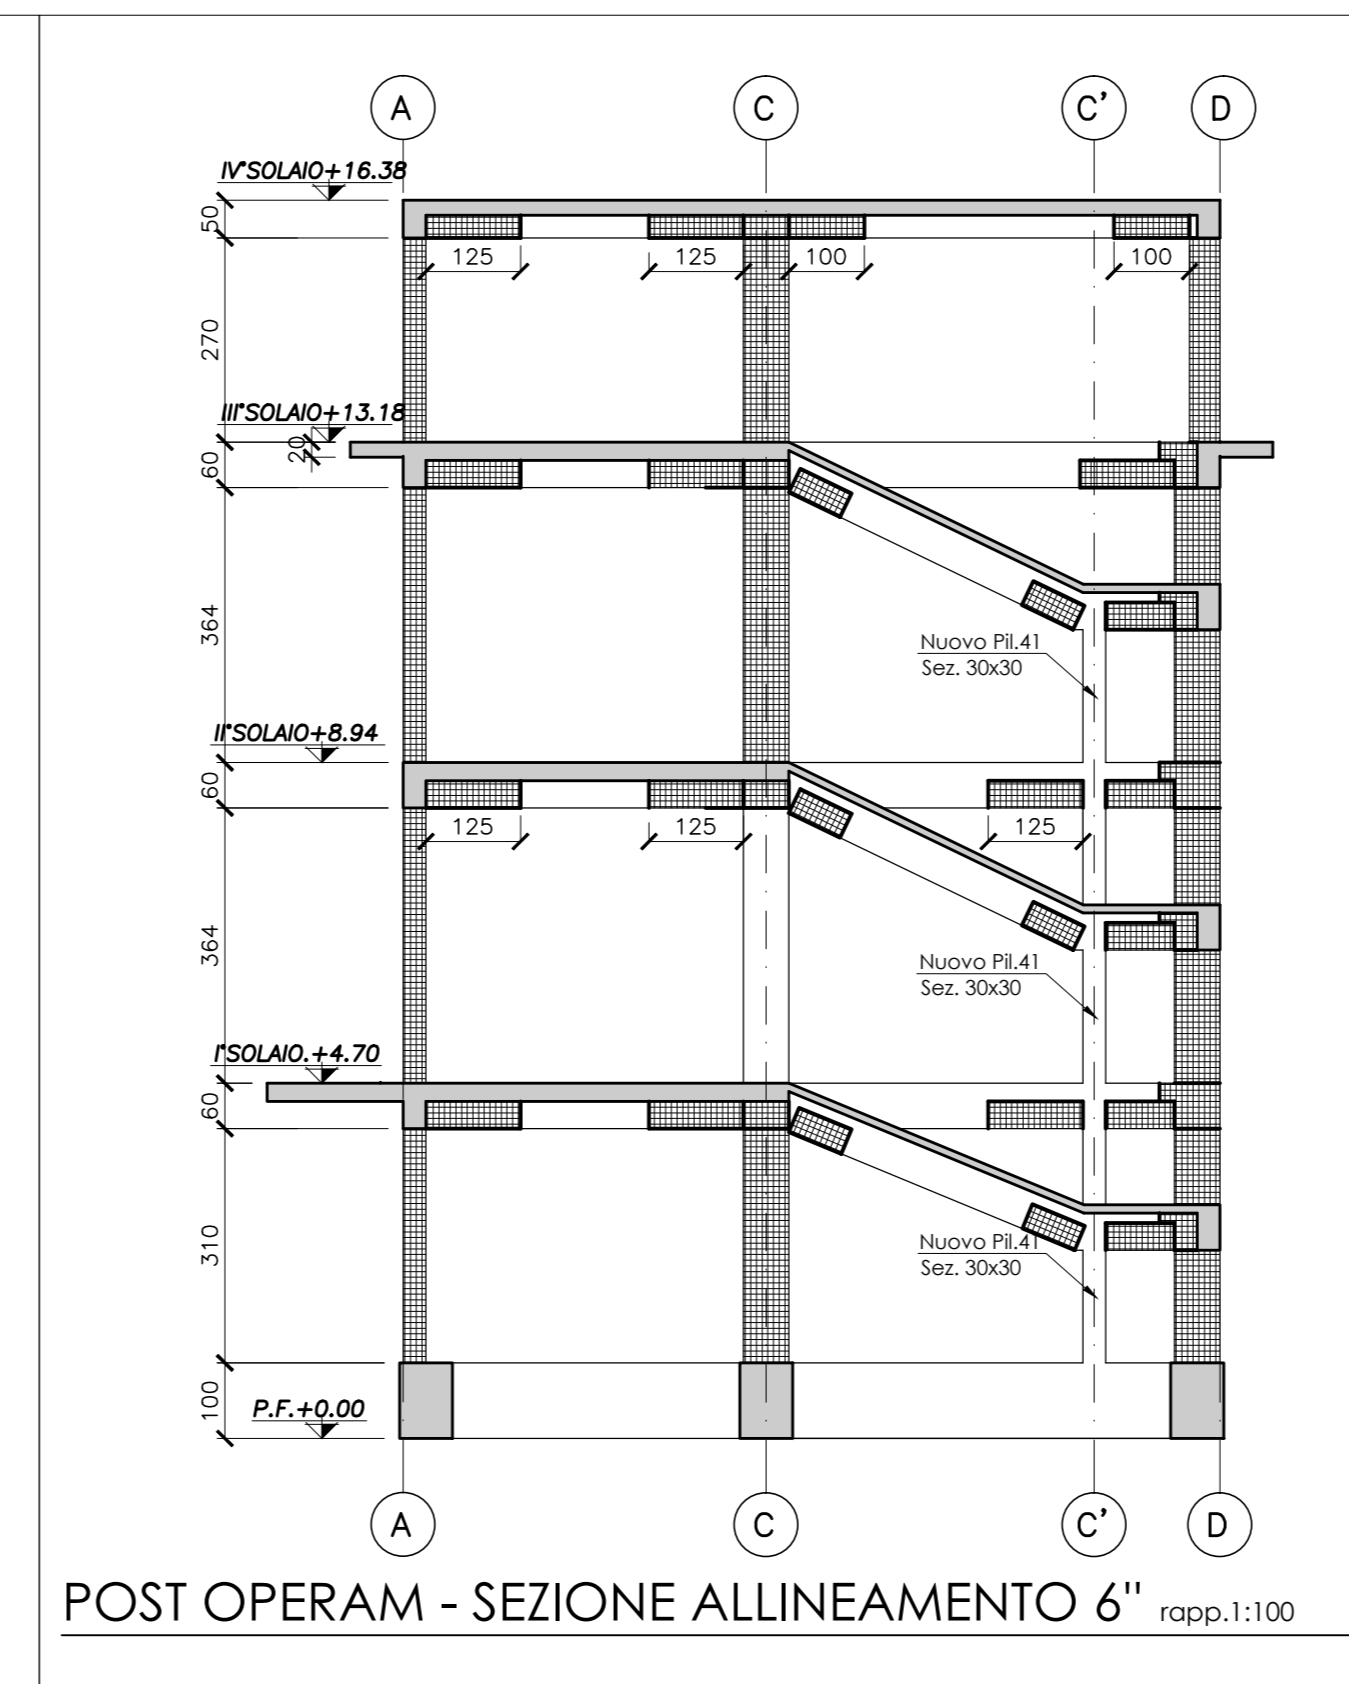 A C C’ D
IV°SOLAIO+16.38
50
125 125 100 100
270
III°SOLAIO+13.18
20
60
364
Nuovo Pil.41
Sez. 30x30
II°SOLAIO+8.94
60
125 125 125
364
Nuovo Pil.41
Sez. 30x30
I°SOLAIO.+4.70
60
310
Nuovo Pil.41
Sez. 30x30
100
P.F.+0.00
A C C’ D
POST OPERAM - SEZIONE ALLINEAMENTO 6" rapp.1:100